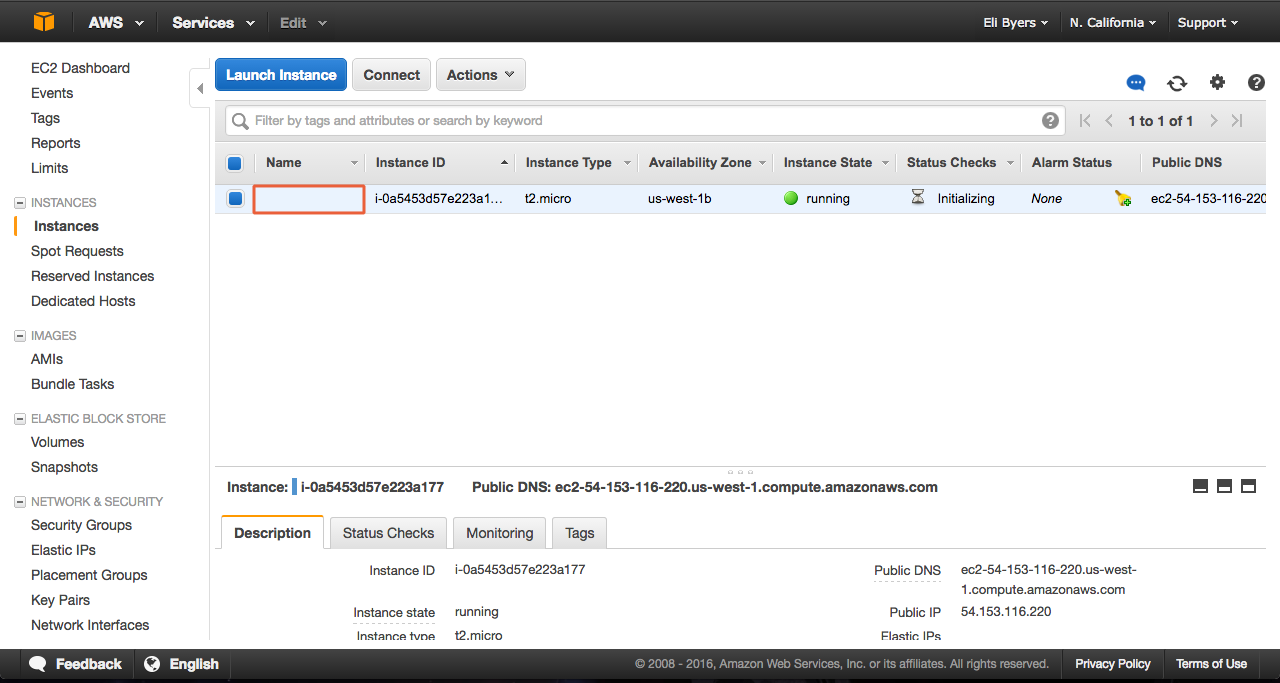 AWS Services Edit Eli Byers N. California Support
EC2 Dashboard
Events
Tags
Reports
Limits
INSTANCES
Instances
Spot Requests
Reserved Instances
Dedicated Hosts
IMAGES
AMIs
Bundle Tasks
ELASTIC BLOCK STORE
Volumes
Snapshots
NETWORK & SECURITY
Security Groups
Elastic IPs
Placement Groups
Key Pairs
Network Interfaces
Launch Instance Connect Actions
Filter by tags and attributes or search by keyword 1 to 1 of 1
Name Instance ID Instance Type Availability Zone Instance State Status Checks Alarm Status Public DNS
i-0a5453d57e223a1... t2.micro us-west-1b running Initializing None ec2-54-153-116-220
Instance: i-0a5453d57e223a177 Public DNS: ec2-54-153-116-220.us-west-1.compute.amazonaws.com
Description Status Checks Monitoring Tags
Instance ID i-0a5453d57e223a177 Public DNS ec2-54-153-116-220.us-west-
1.compute.amazonaws.com
Instance state running Public IP 54.153.116.220
Instance type t2.micro Elastic IPs
Feedback English © 2008 - 2016, Amazon Web Services, Inc. or its affiliates. All rights reserved. Privacy Policy Terms of Use